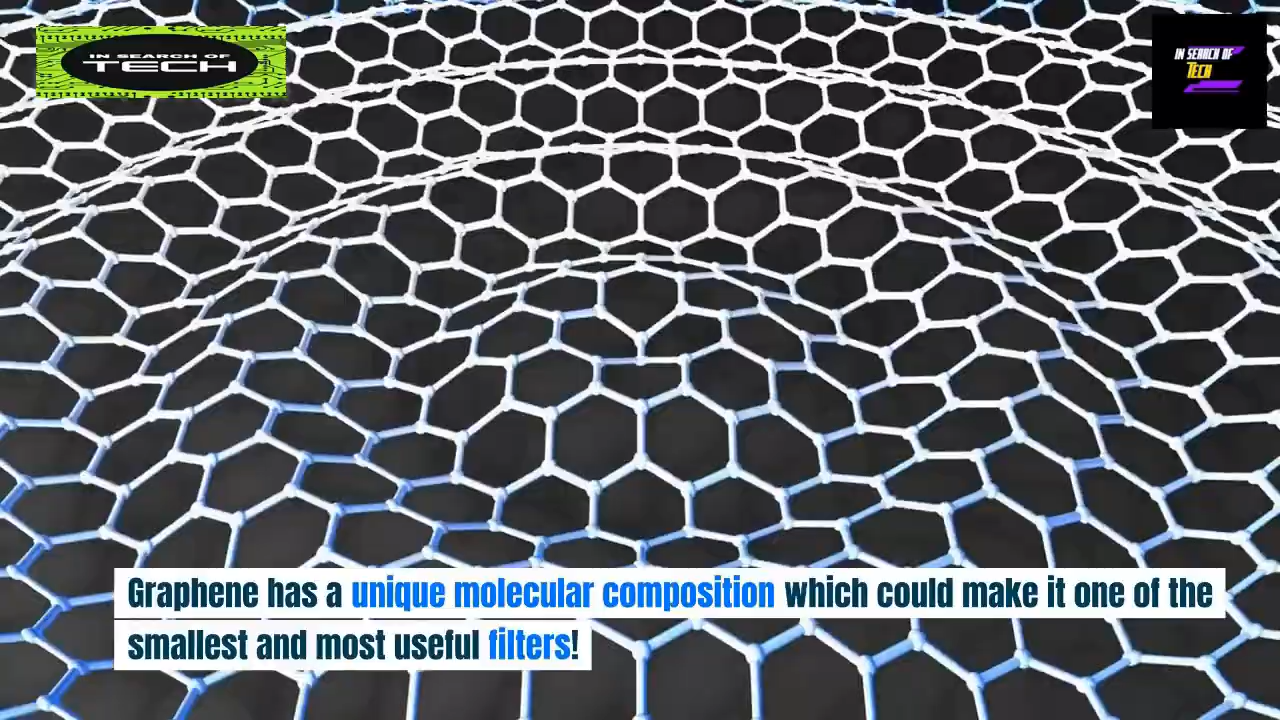 IN SEARCH OF
TECH
IN SEARCH OF
TECH
Graphene has a unique molecular composition which could make it one of the
smallest and most useful filters!